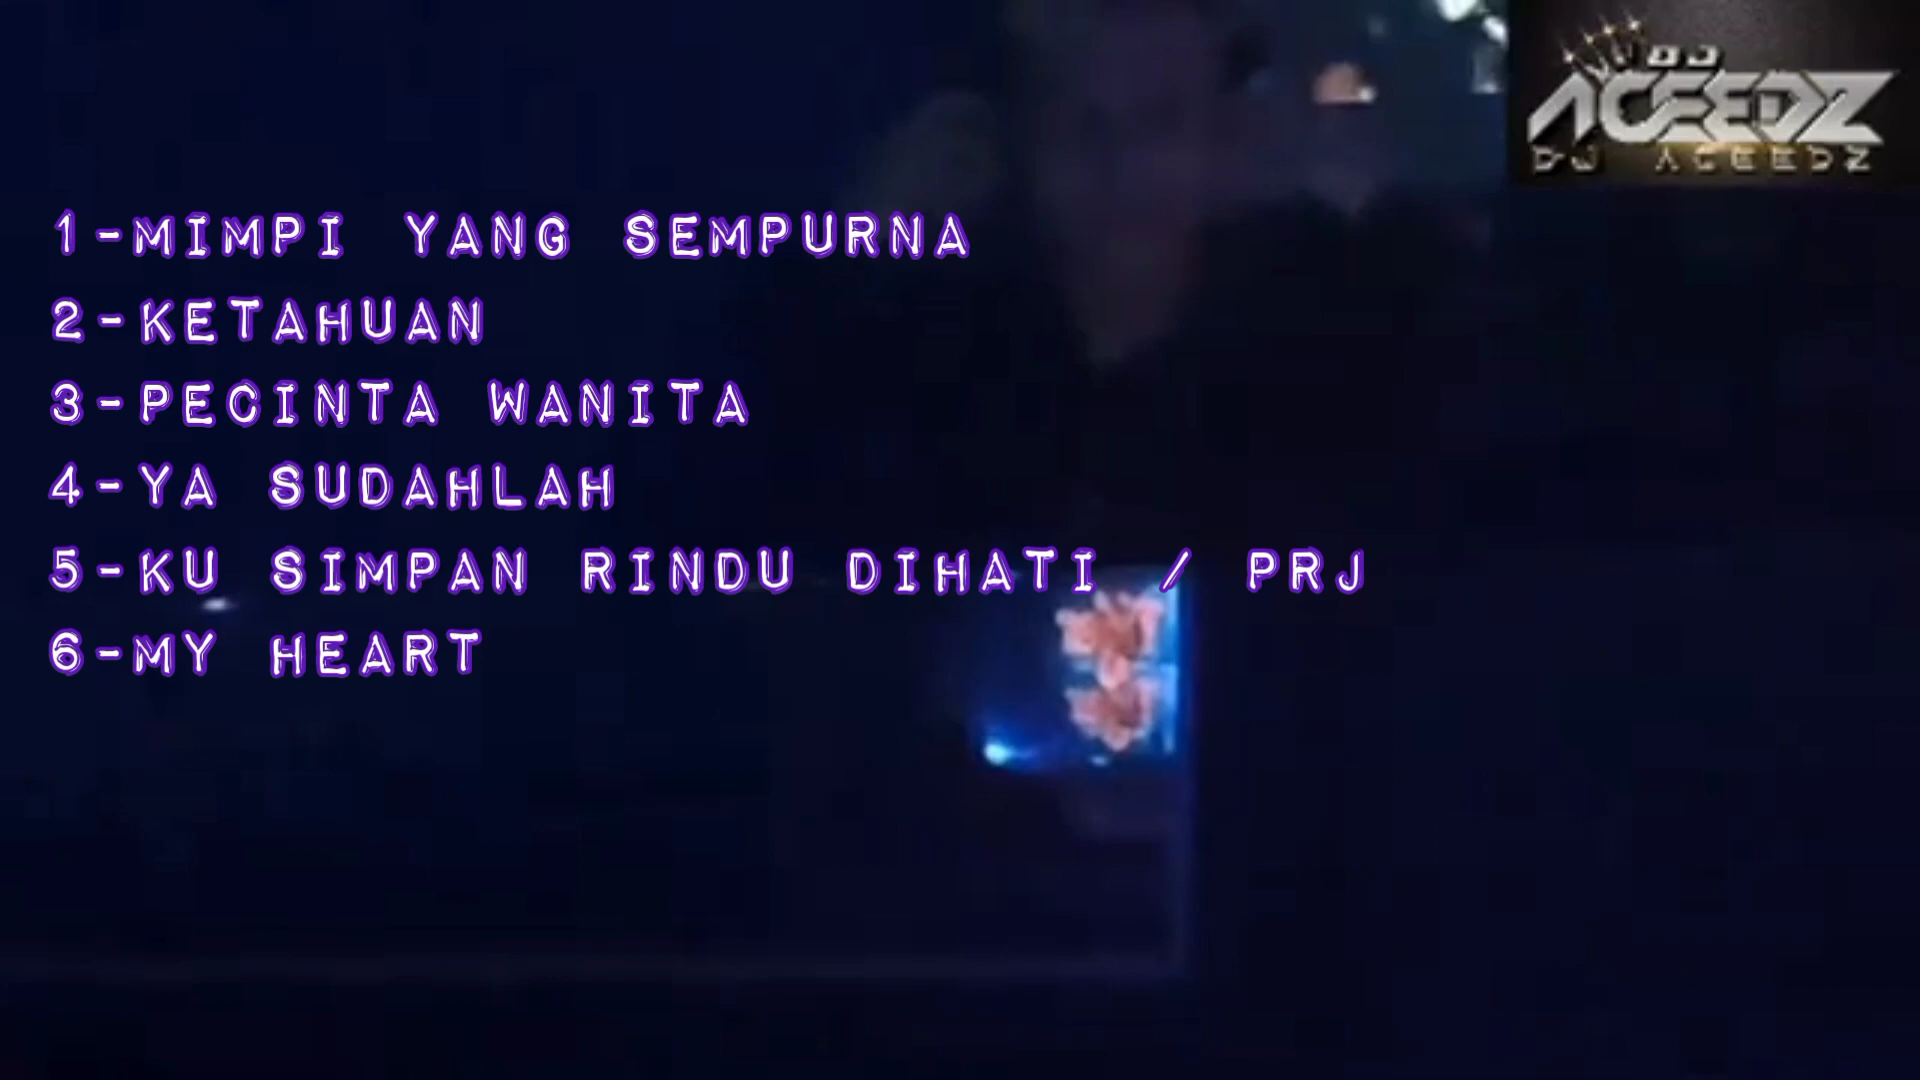 DJ
ACEEDZ
DJ ACEEDZ
1-MIMPI YANG SEMPURNA
2-KETAHUAN
3-PECINTA WANITA
4-YA SUDAHLAH
5-KU SIMPAN RINDU DIHATI / PRJ
6-MY HEART